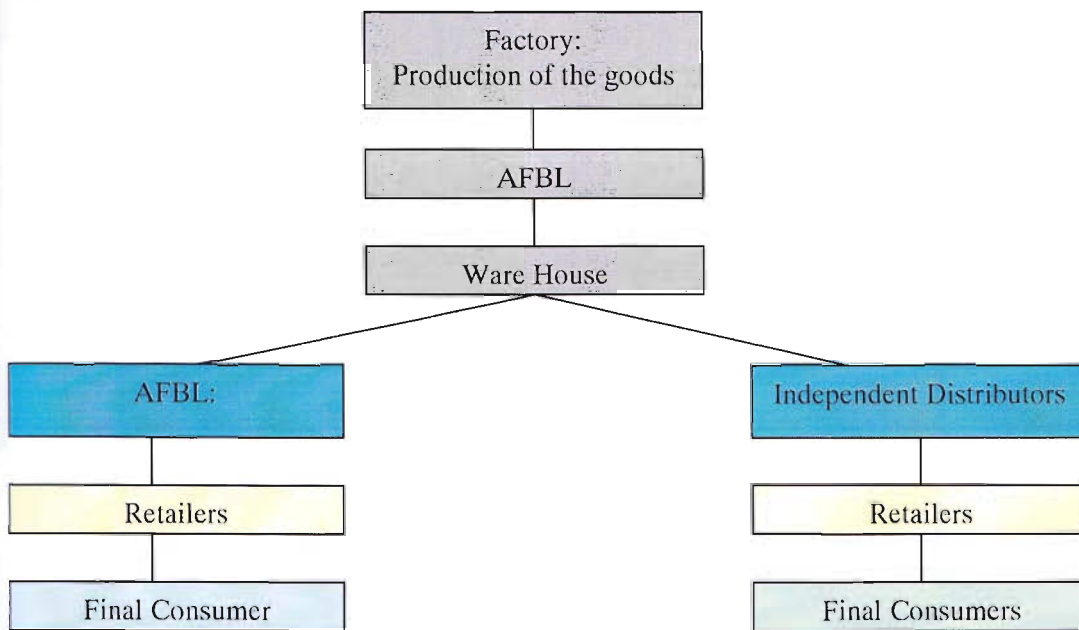 Factory:
Production of the goods
AFBL
Ware House
AFBL:
Independent Distributors
Retailers
Retailers
Final Consumer
Final Consumers